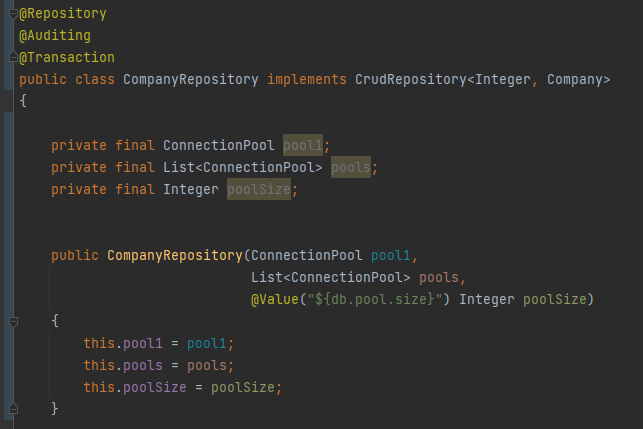 @Repository
@Auditing
@Transaction
public class CompanyRepository implements CrudRepository<Integer, Company>
{
private final ConnectionPool pool1;
private final List<ConnectionPool> pools;
private final Integer poolSize;
public CompanyRepository(ConnectionPool pool1,
List<ConnectionPool> pools,
@Value("${db.pool.size}") Integer poolSize)
{
this.pool1 = pool1;
this.pools = pools;
this.poolSize = poolSize;
}